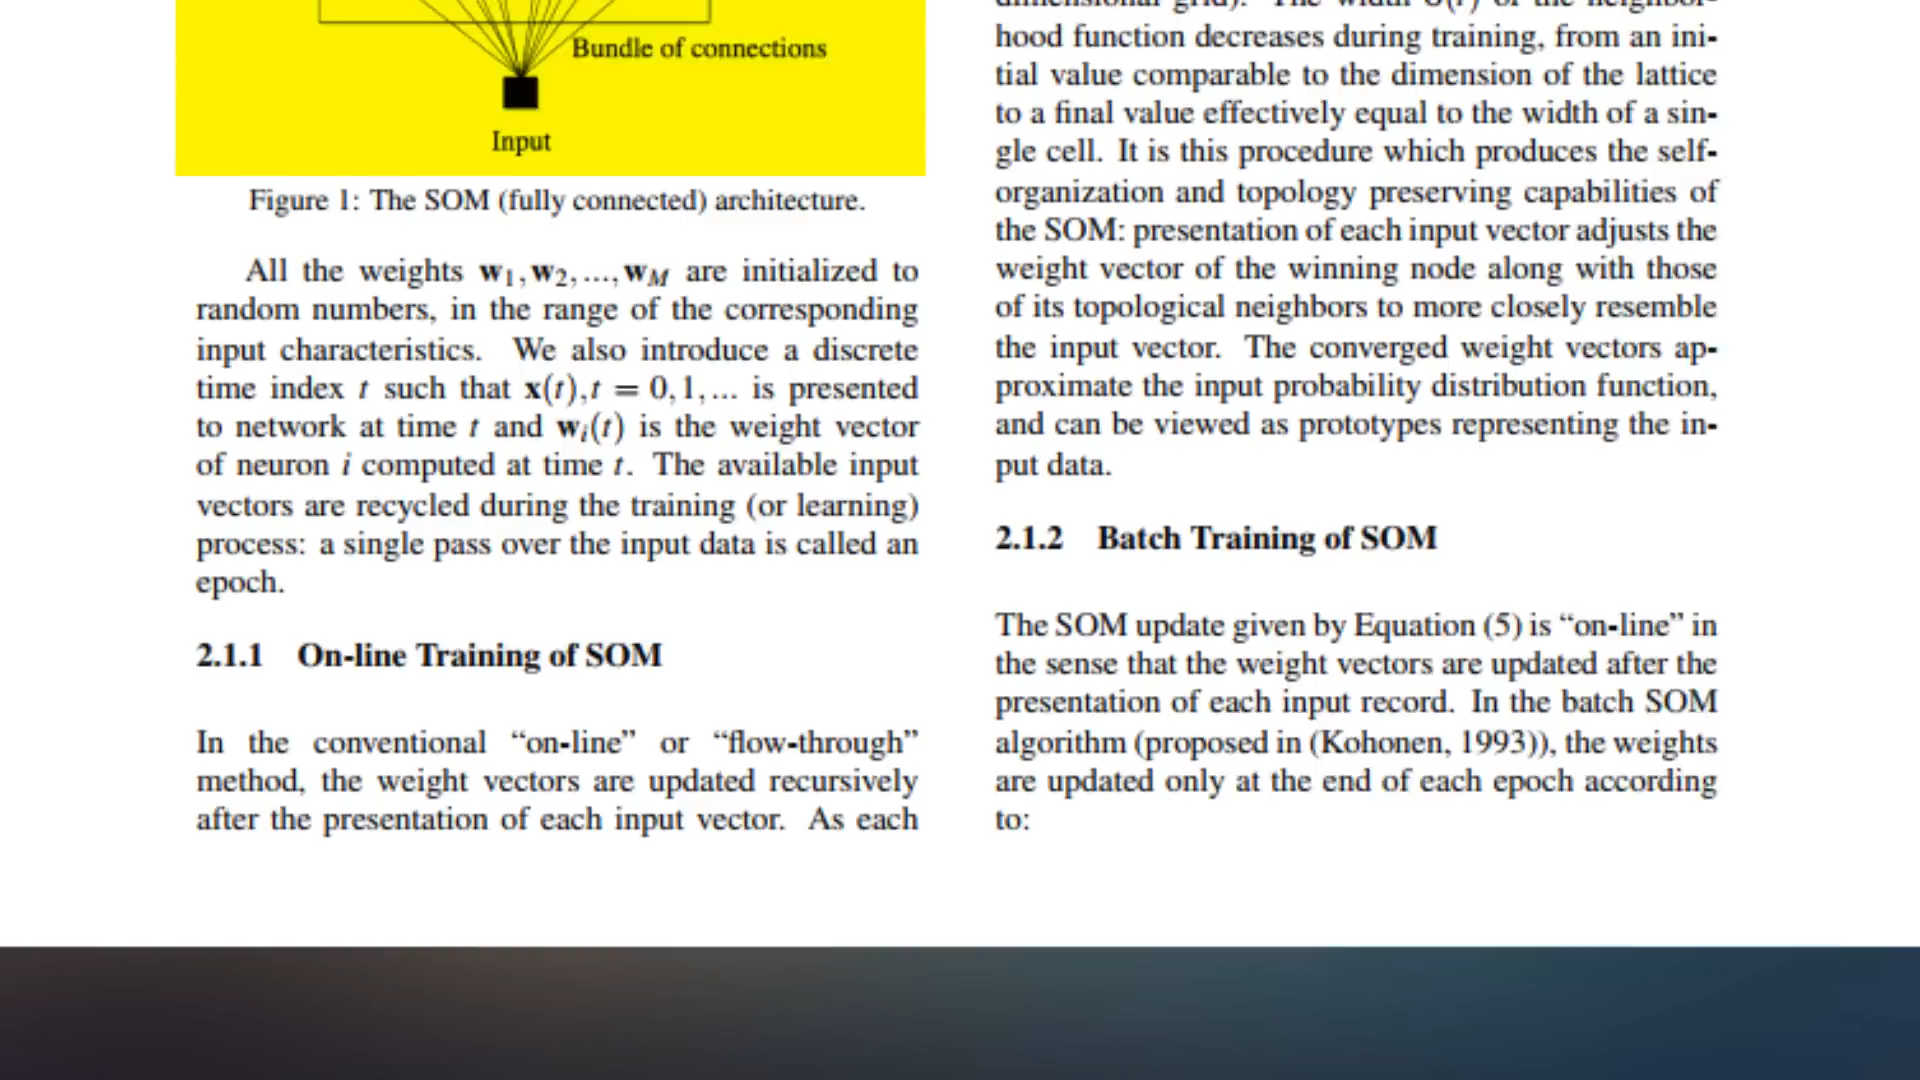 Bundle of connections
Input
Figure 1: The SOM (fully connected) architecture.
All the weights w1,w2,...,wM are initialized to
random numbers, in the range of the corresponding
input characteristics. We also introduce a discrete
time index t such that x(t),t = 0,1,... is presented
to network at time t and wi(t) is the weight vector
of neuron i computed at time t. The available input
vectors are recycled during the training (or learning)
process: a single pass over the input data is called an
epoch.
2.1.1 On-line Training of SOM
In the conventional “on-line” or “flow-through”
method, the weight vectors are updated recursively
after the presentation of each input vector. As each
hood function decreases during training, from an ini-
tial value comparable to the dimension of the lattice
to a final value effectively equal to the width of a sin-
gle cell. It is this procedure which produces the self-
organization and topology preserving capabilities of
the SOM: presentation of each input vector adjusts the
weight vector of the winning node along with those
of its topological neighbors to more closely resemble
the input vector. The converged weight vectors ap-
proximate the input probability distribution function,
and can be viewed as prototypes representing the in-
put data.
2.1.2 Batch Training of SOM
The SOM update given by Equation (5) is “on-line” in
the sense that the weight vectors are updated after the
presentation of each input record. In the batch SOM
algorithm (proposed in (Kohonen, 1993)), the weights
are updated only at the end of each epoch according
to: